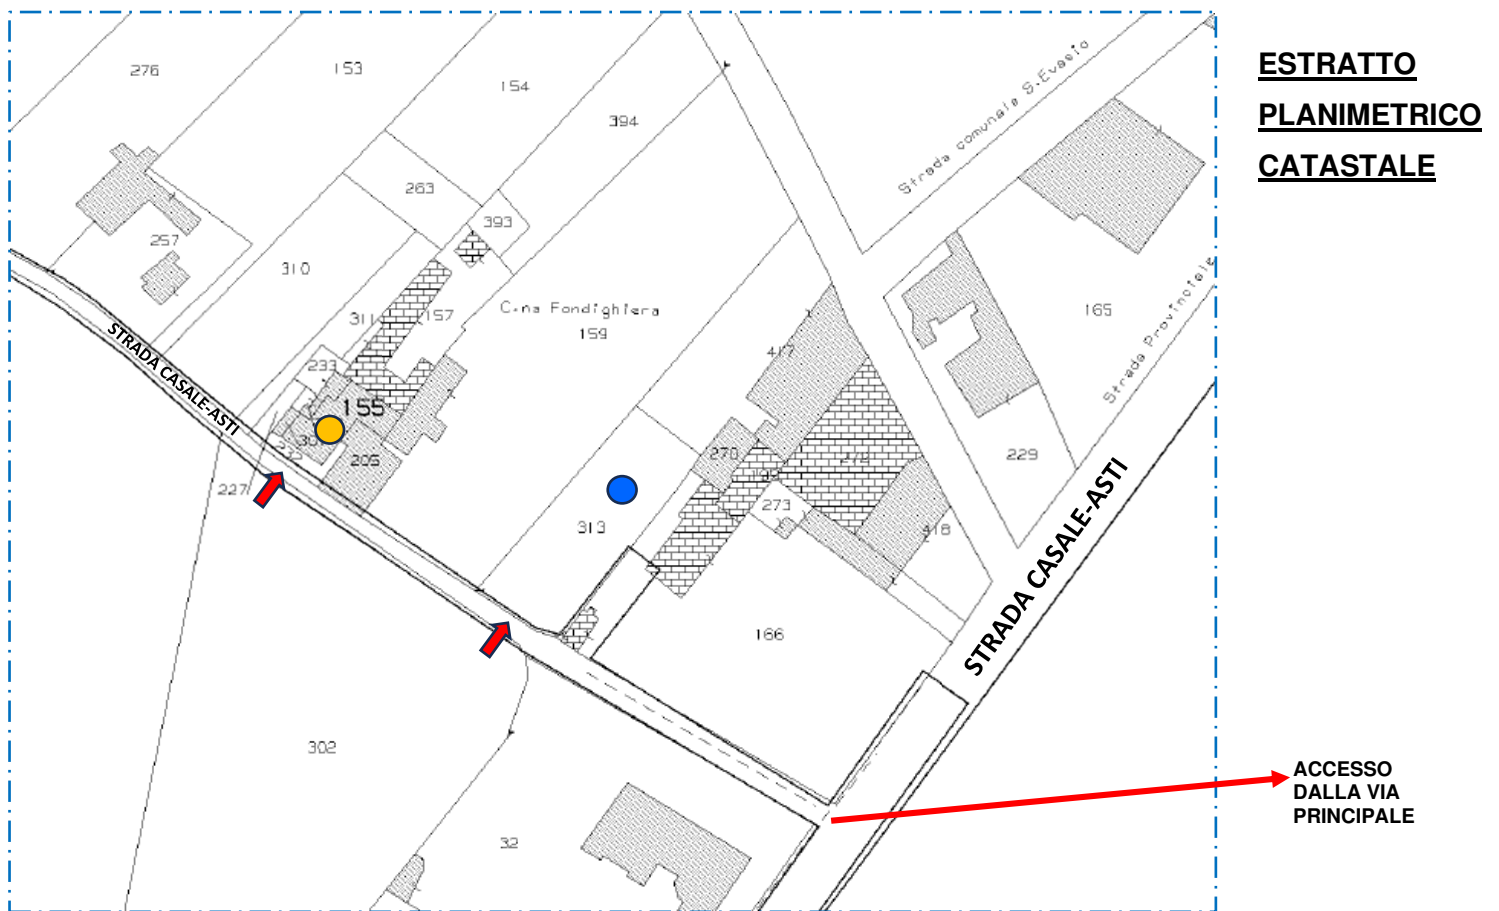 ESTRATTO
PLANIMETRICO
CATASTALE
276
153
154
394
Strada comunale S.Evasio
263
393
257
310
C.na Fondighiera
159
311
157
165
Strada Provinciale
STRADA CASALE-ASTI
233
417
155
205
270
272
229
227
273
313
418
STRADA CASALE-ASTI
166
302
32
ACCESSO
DALLA VIA
PRINCIPALE